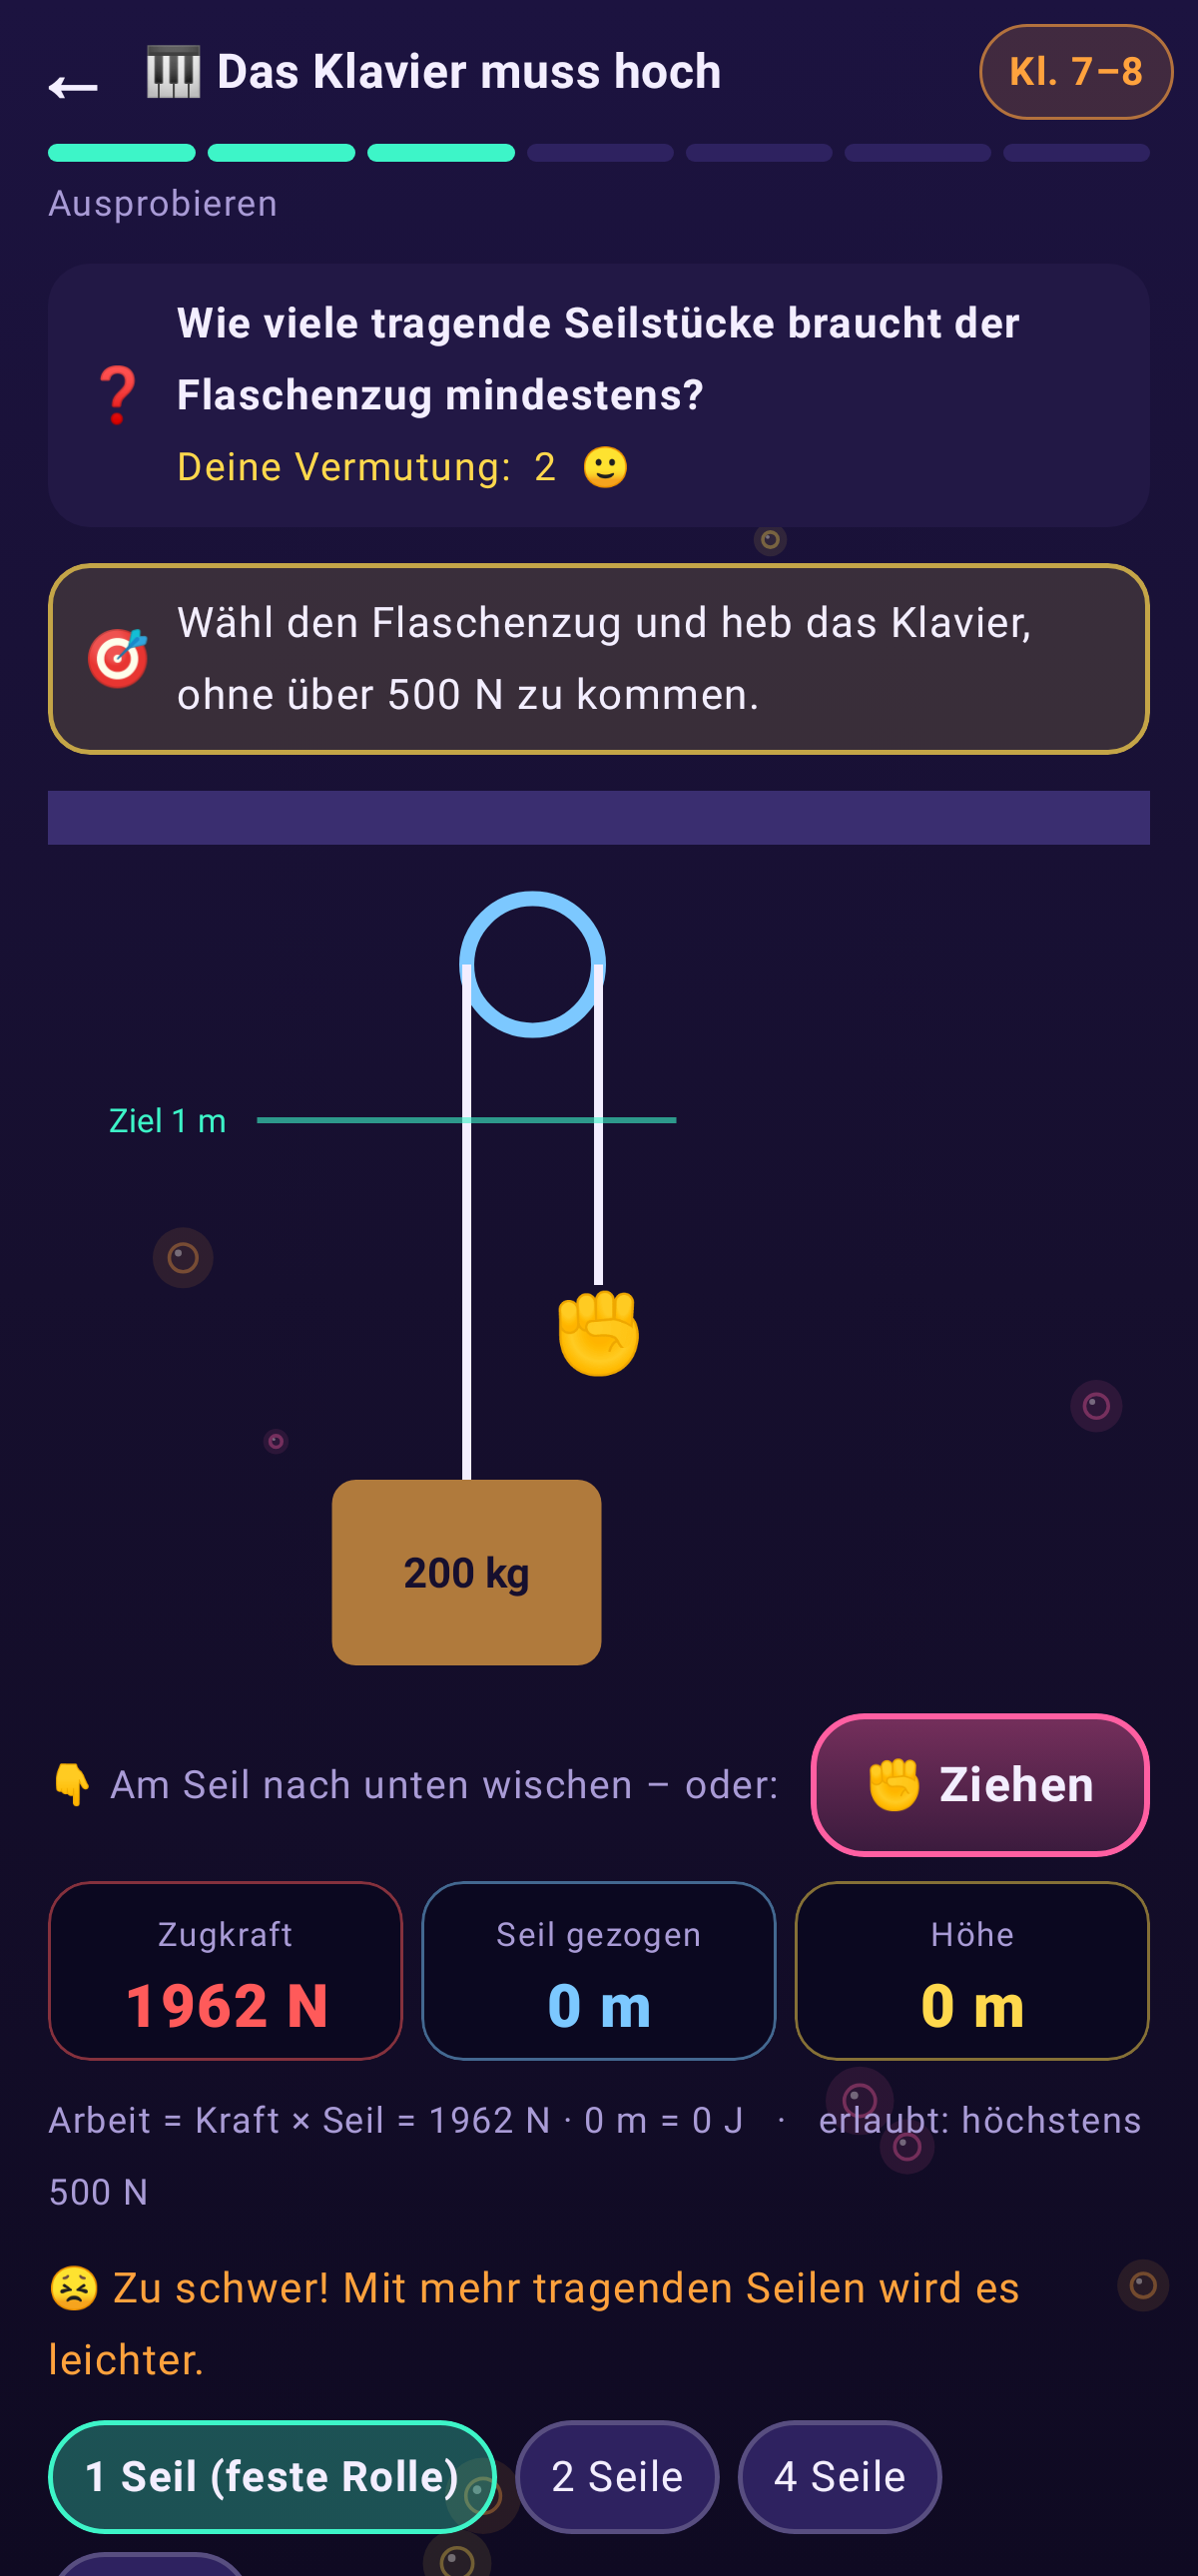 ← 🎹 Das Klavier muss hoch
Kl. 7–8
Ausprobieren
❓
Wie viele tragende Seilstücke braucht der
Flaschenzug mindestens?
Deine Vermutung: 2 🙂
🎯
Wähl den Flaschenzug und heb das Klavier,
ohne über 500 N zu kommen.
Ziel 1 m
200 kg
👇 Am Seil nach unten wischen – oder:
✊ Ziehen
Zugkraft
1962 N
Seil gezogen
0 m
Höhe
0 m
Arbeit = Kraft × Seil = 1962 N · 0 m = 0 J · erlaubt: höchstens
500 N
😣 Zu schwer! Mit mehr tragenden Seilen wird es
leichter.
1 Seil (feste Rolle)
2 Seile
4 Seile